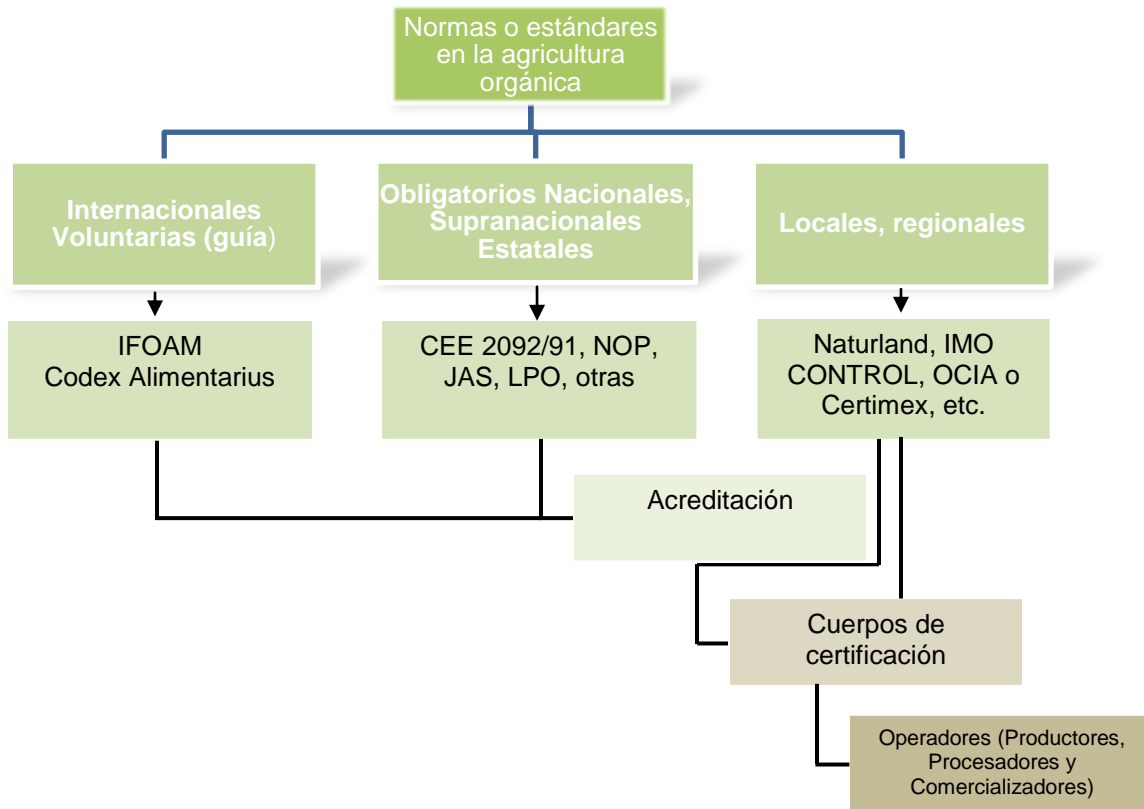 Normas o estándares
en la agricultura
orgánica
Internacionales
Voluntarias (guía)
Obligatorios Nacionales,
Supranacionales
Estatales
Locales, regionales
IFOAM
Codex Alimentarius
CEE 2092/91, NOP,
JAS, LPO, otras
Naturland, IMO
CONTROL, OCIA o
Certimex, etc.
Acreditación
Cuerpos de
certificación
Operadores (Productores,
Procesadores y
Comercializadores)